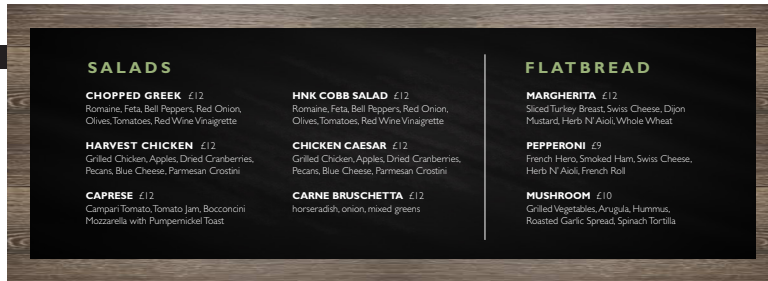 SALADS
CHOPPED GREEK £12
Romaine, Feta, Bell Peppers, Red Onion,
Olives, Tomatoes, Red Wine Vinaigrette
HARVEST CHICKEN £12
Grilled Chicken, Apples, Dried Cranberries,
Pecans, Blue Cheese, Parmesan Crostini
CAPRESE £12
Campari Tomato, Tomato Jam, Bocconcini
Mozzarella with Pumpernickel Toast
HNK COBB SALAD £12
Romaine, Feta, Bell Peppers, Red Onion,
Olives, Tomatoes, Red Wine Vinaigrette
CHICKEN CAESAR £12
Grilled Chicken, Apples, Dried Cranberries,
Pecans, Blue Cheese, Parmesan Crostini
CARNE BRUSCHETTA £12
horseradish, onion, mixed greens
FLATBREAD
MARGHERITA £12
Sliced Turkey Breast, Swiss Cheese, Dijon
Mustard, Herb N' Aioli, Whole Wheat
PEPPERONI £9
French Hero, Smoked Ham, Swiss Cheese,
Herb N' Aioli, French Roll
MUSHROOM £10
Grilled Vegetables, Arugula, Hummus,
Roasted Garlic Spread, Spinach Tortilla